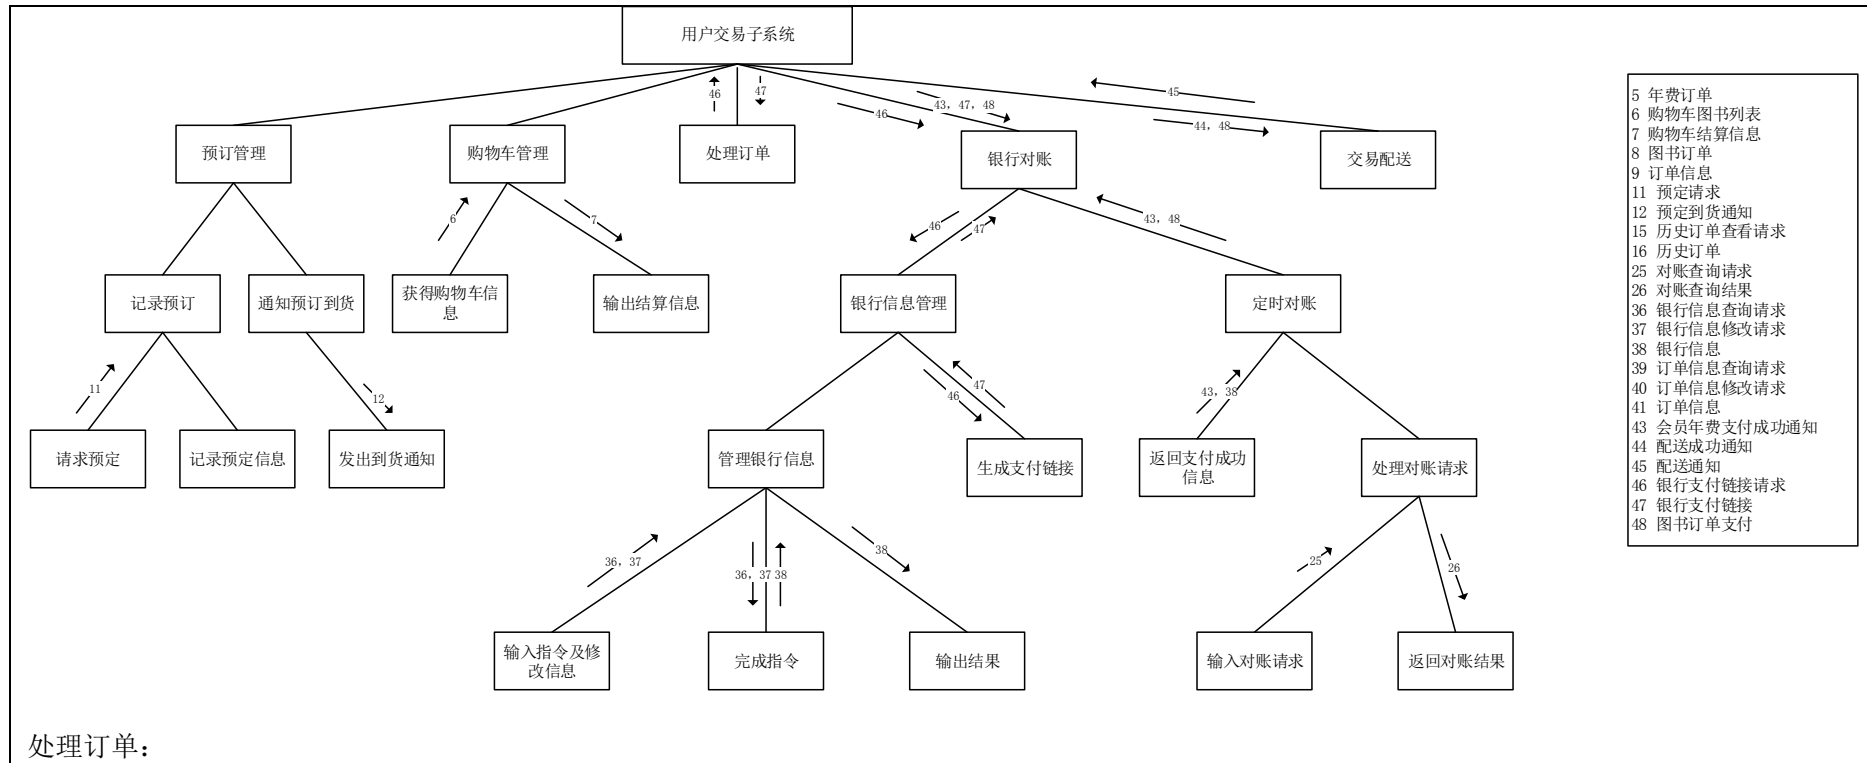 用户交易子系统
46
47
46
43, 47, 48
45
44, 48
预订管理
购物车管理
处理订单
银行对账
交易配送
6
7
46
47
43, 48
记录预订
通知预订到货
获得购物车信
息
输出结算信息
银行信息管理
定时对账
11
12
46
47
43, 38
请求预定
记录预定信息
发出到货通知
管理银行信息
生成支付链接
返回支付成功
信息
处理对账请求
36, 37
36, 37
38
38
25
26
输入指令及修
改信息
完成指令
输出结果
输入对账请求
返回对账结果
5 年费订单
6 购物车图书列表
7 购物车结算信息
8 图书订单
9 订单信息
11 预定请求
12 预定到货通知
15 历史订单查看请求
16 历史订单
25 对账查询请求
26 对账查询结果
36 银行信息查询请求
37 银行信息修改请求
38 银行信息
39 订单信息查询请求
40 订单信息修改请求
41 订单信息
43 会员年费支付成功通知
44 配送成功通知
45 配送通知
46 银行支付链接请求
47 银行支付链接
48 图书订单支付
处理订单：